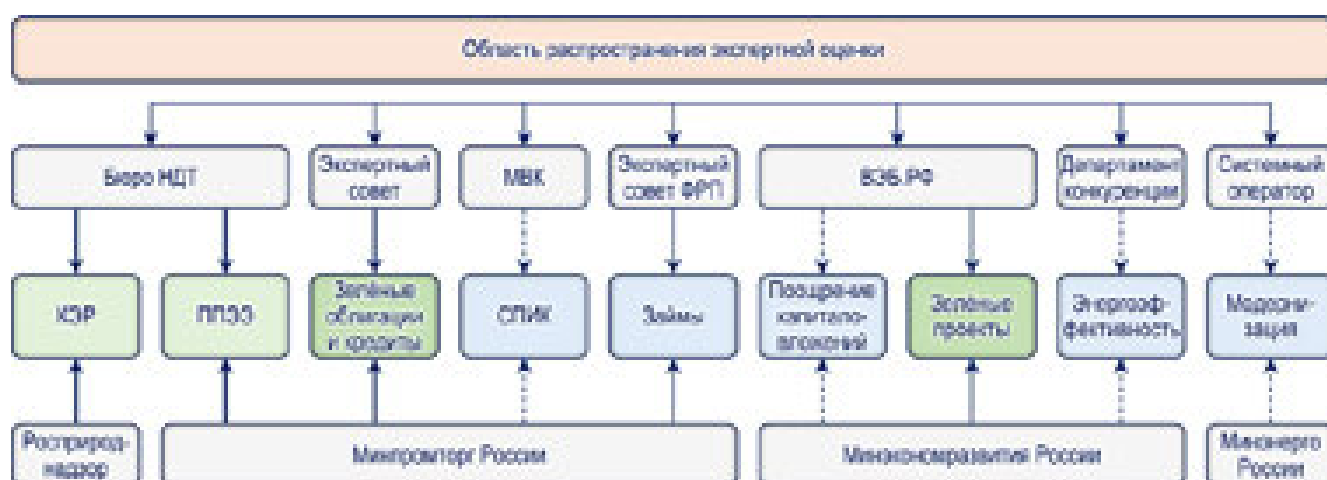 Область распространения экспертной оценки
Бюро НДТ
Экспертный
совет
МВК
Экспертный
совет ФРП
ВЭБ.РФ
Департамент
конкуренции
Системный
оператор
КЭР
ППЭЭ
Зелёные
облигации
и кредиты
СПИК
Займы
Поощрение
капитало-
вложений
Зелёные
проекты
Энергоэф-
фективность
Модерни-
зация
Росприрод-
надзор
Минпромторг России
Минэкономразвития России
Минэнерго
России